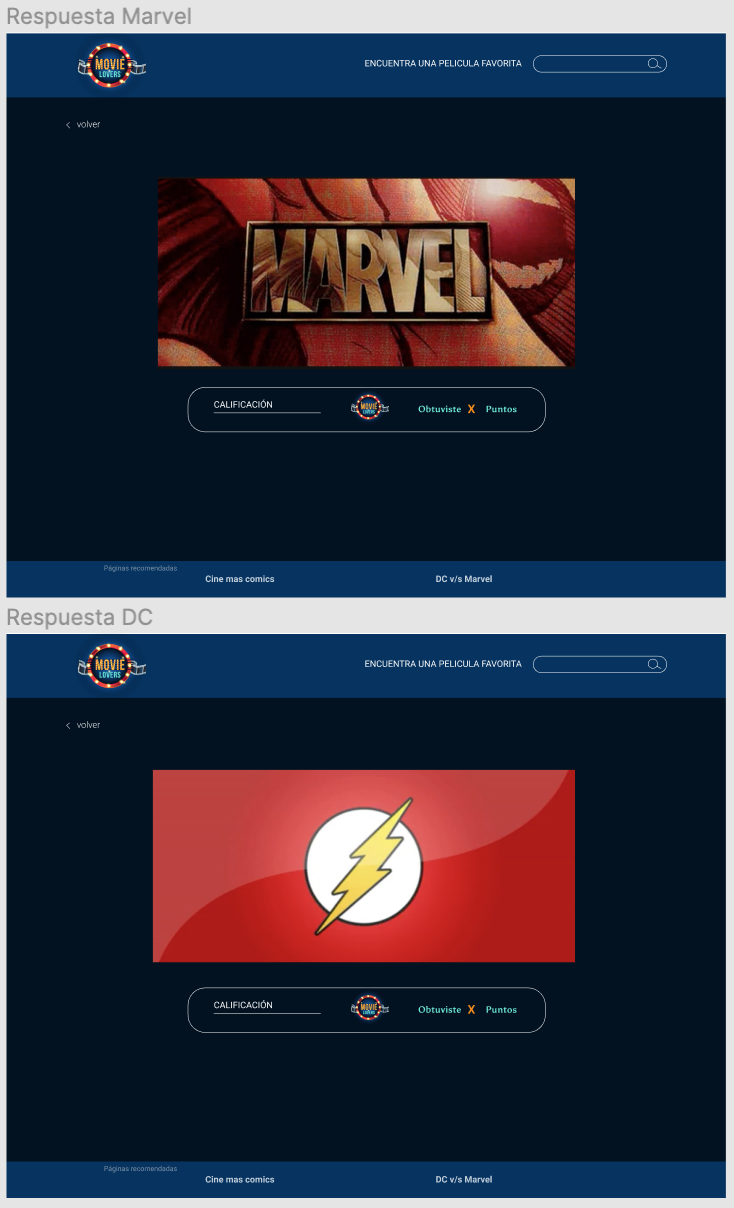 Respuesta Marvel
MOVIE
LOVERS
ENCUENTRA UNA PELICULA FAVORITA
volver
MARVEL
CALIFICACIÓN
MOVIE
LOVERS
Obtuviste X Puntos
Páginas recomendadas
Cine mas comics
DC v/s Marvel
Respuesta DC
MOVIE
LOVERS
ENCUENTRA UNA PELICULA FAVORITA
volver
CALIFICACIÓN
MOVIE
LOVERS
Obtuviste X Puntos
Páginas recomendadas
Cine mas comics
DC v/s Marvel